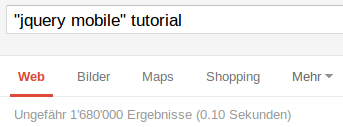 "jquery mobile" tutorial
Web Bilder Maps Shopping Mehr
Ungefähr 1'680'000 Ergebnisse (0.10 Sekunden)